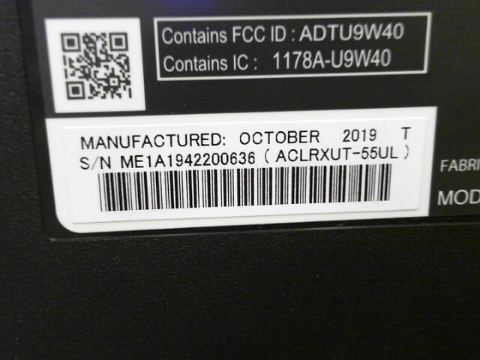 Contains FCC ID : ADTU9W40
Contains IC : 1178A-U9W40
MANUFACTURED: OCTOBER 2019 T
S/N ME1A1942200636 ( ACLRXUT-55UL )
FABRI
MOD